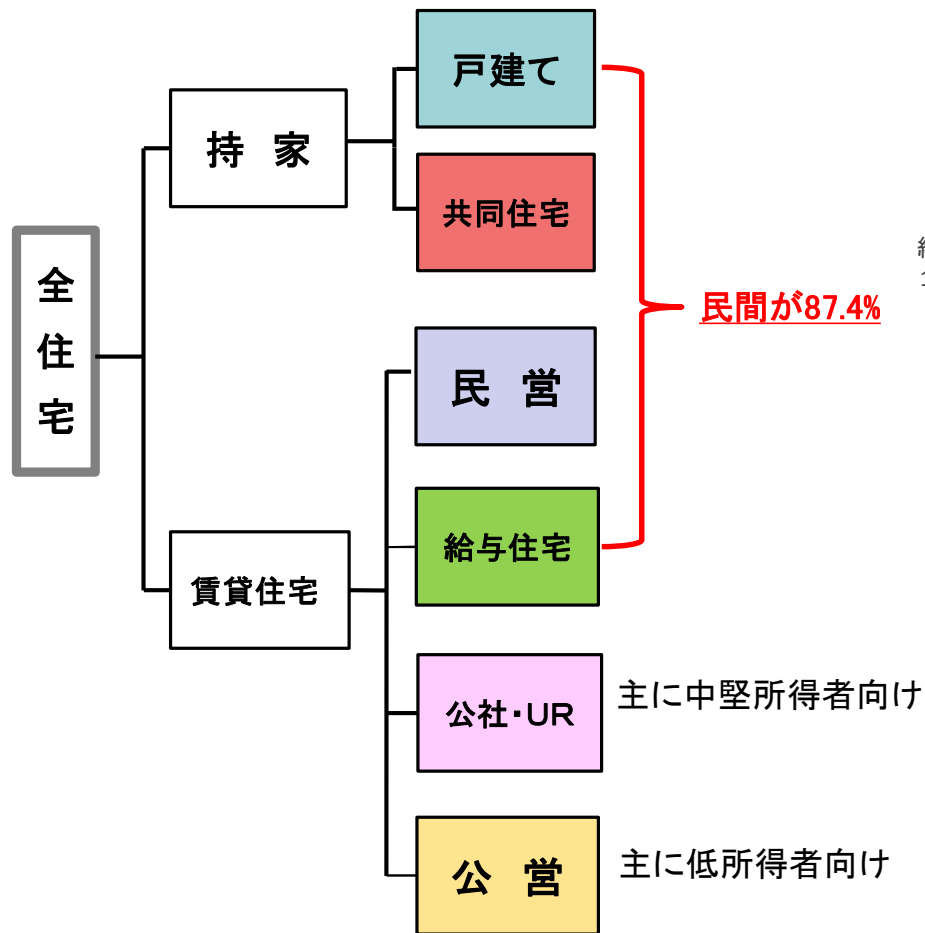 全住宅
持 家
戸建て
共同住宅
民間が87.4%
賃貸住宅
民 営
給与住宅
公社・UR
主に中堅所得者向け
公 営
主に低所得者向け